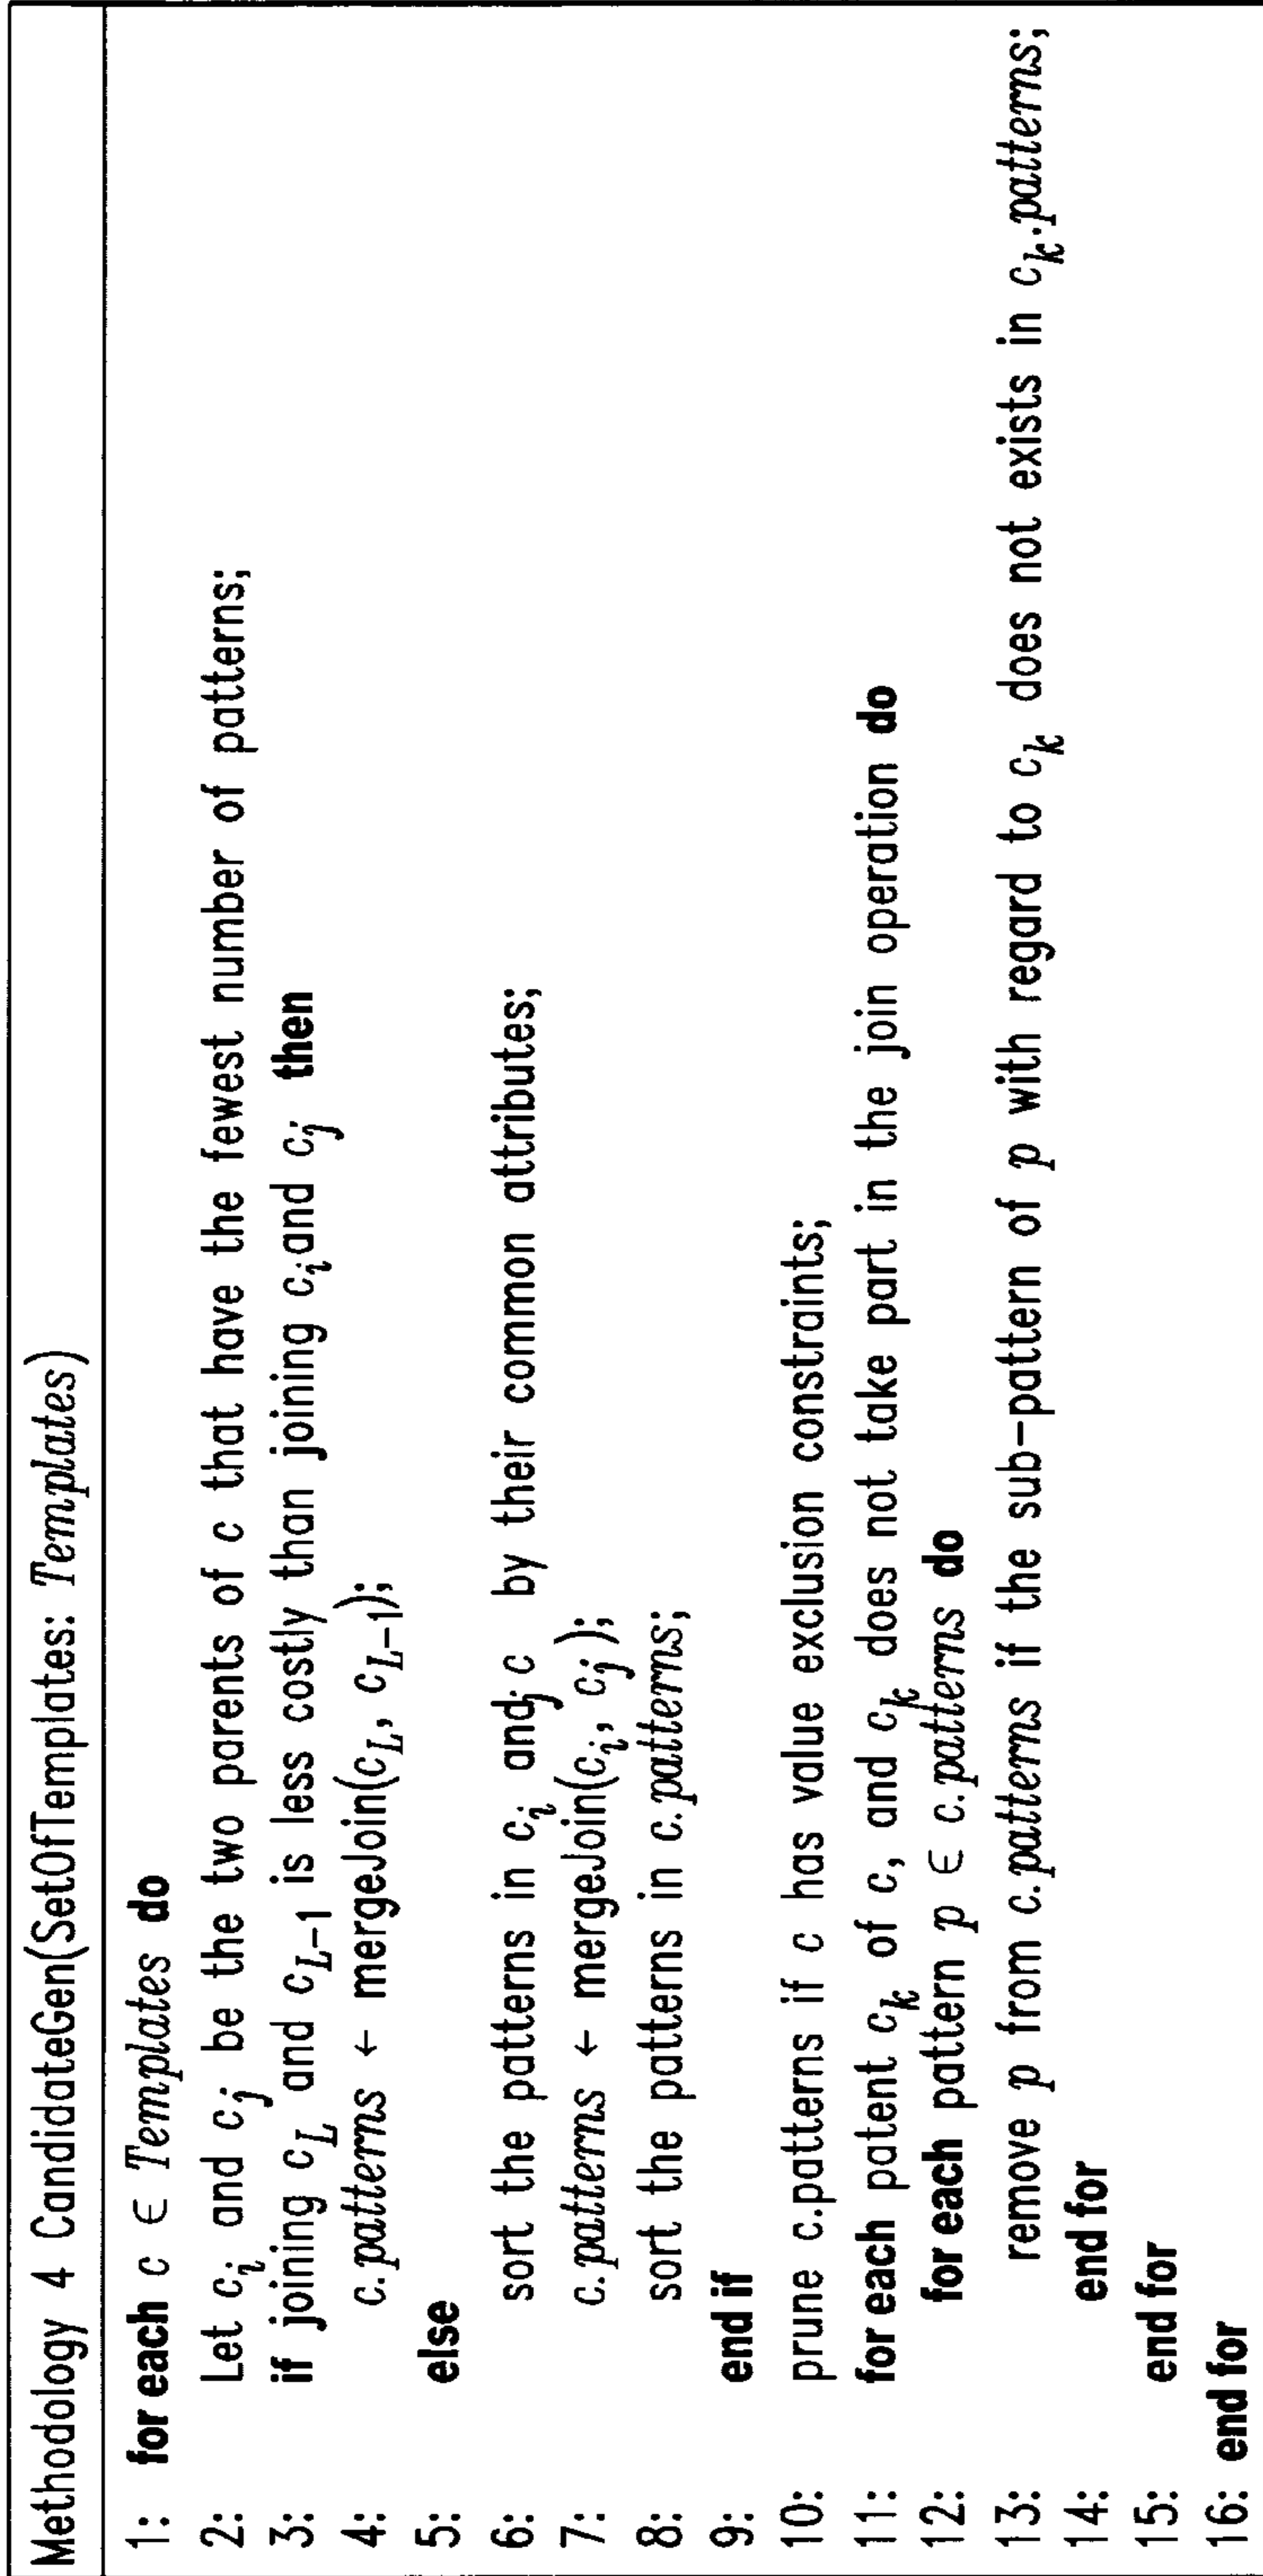 Methodology 4 CandidateGen(SetOfTemplates: Templates)
1: for each c ∈ Templates do
2: Let c_i and c_j be the two parents of c that have the fewest number of patterns;
3: if joining c_L and c_{L-1} is less costly than joining c_i and c_j then
4: c.patterns ← mergeJoin(c_L, c_{L-1});
5: else
6: sort the patterns in c_i and_j c by their common attributes;
7: c.patterns ← mergeJoin(c_i, c_j);
8: sort the patterns in c.patterns;
9: end if
10: prune c.patterns if c has value exclusion constraints;
11: for each patent c_k of c, and c_k does not take part in the join operation do
12: for each pattern p ∈ c.patterns do
13: remove p from c.patterns if the sub-pattern of p with regard to c_k does not exists in c_k.patterns;
14: end for
15: end for
16: end for